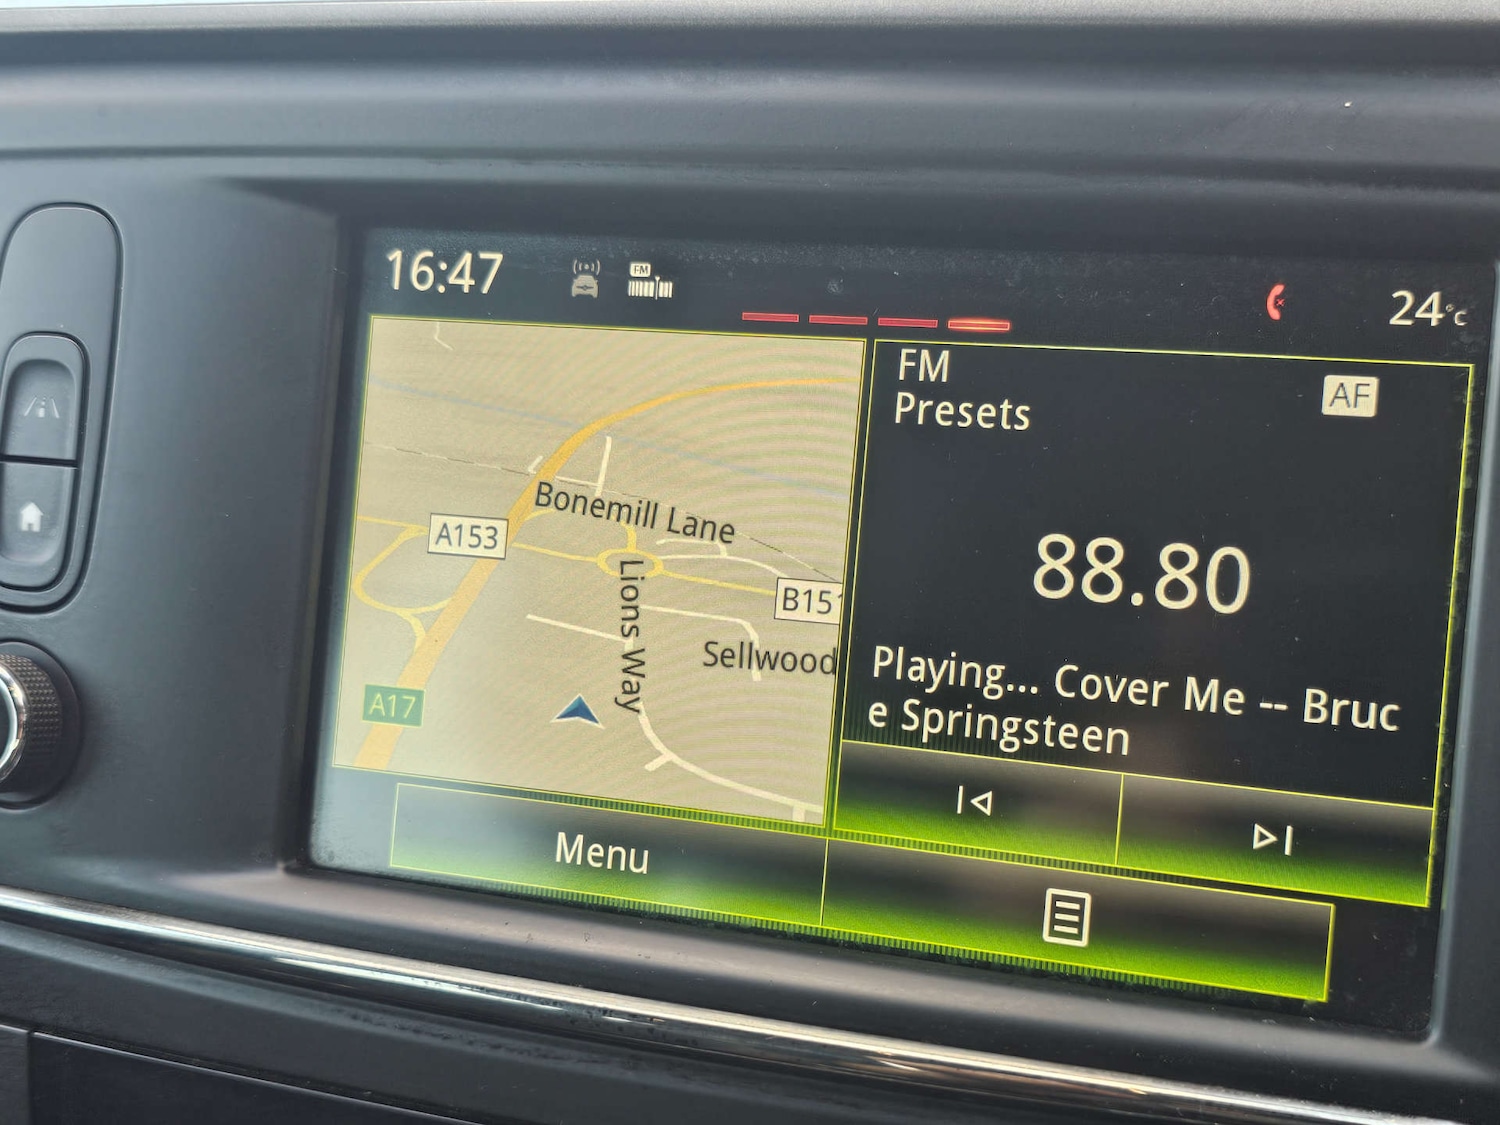 16:47
FM
24°c
FM
Presets
AF
88.80
Playing... Cover Me -- Bruc
e Springsteen
Bonemill Lane
A153
Lions Way
B151
Sellwood
A17
Menu